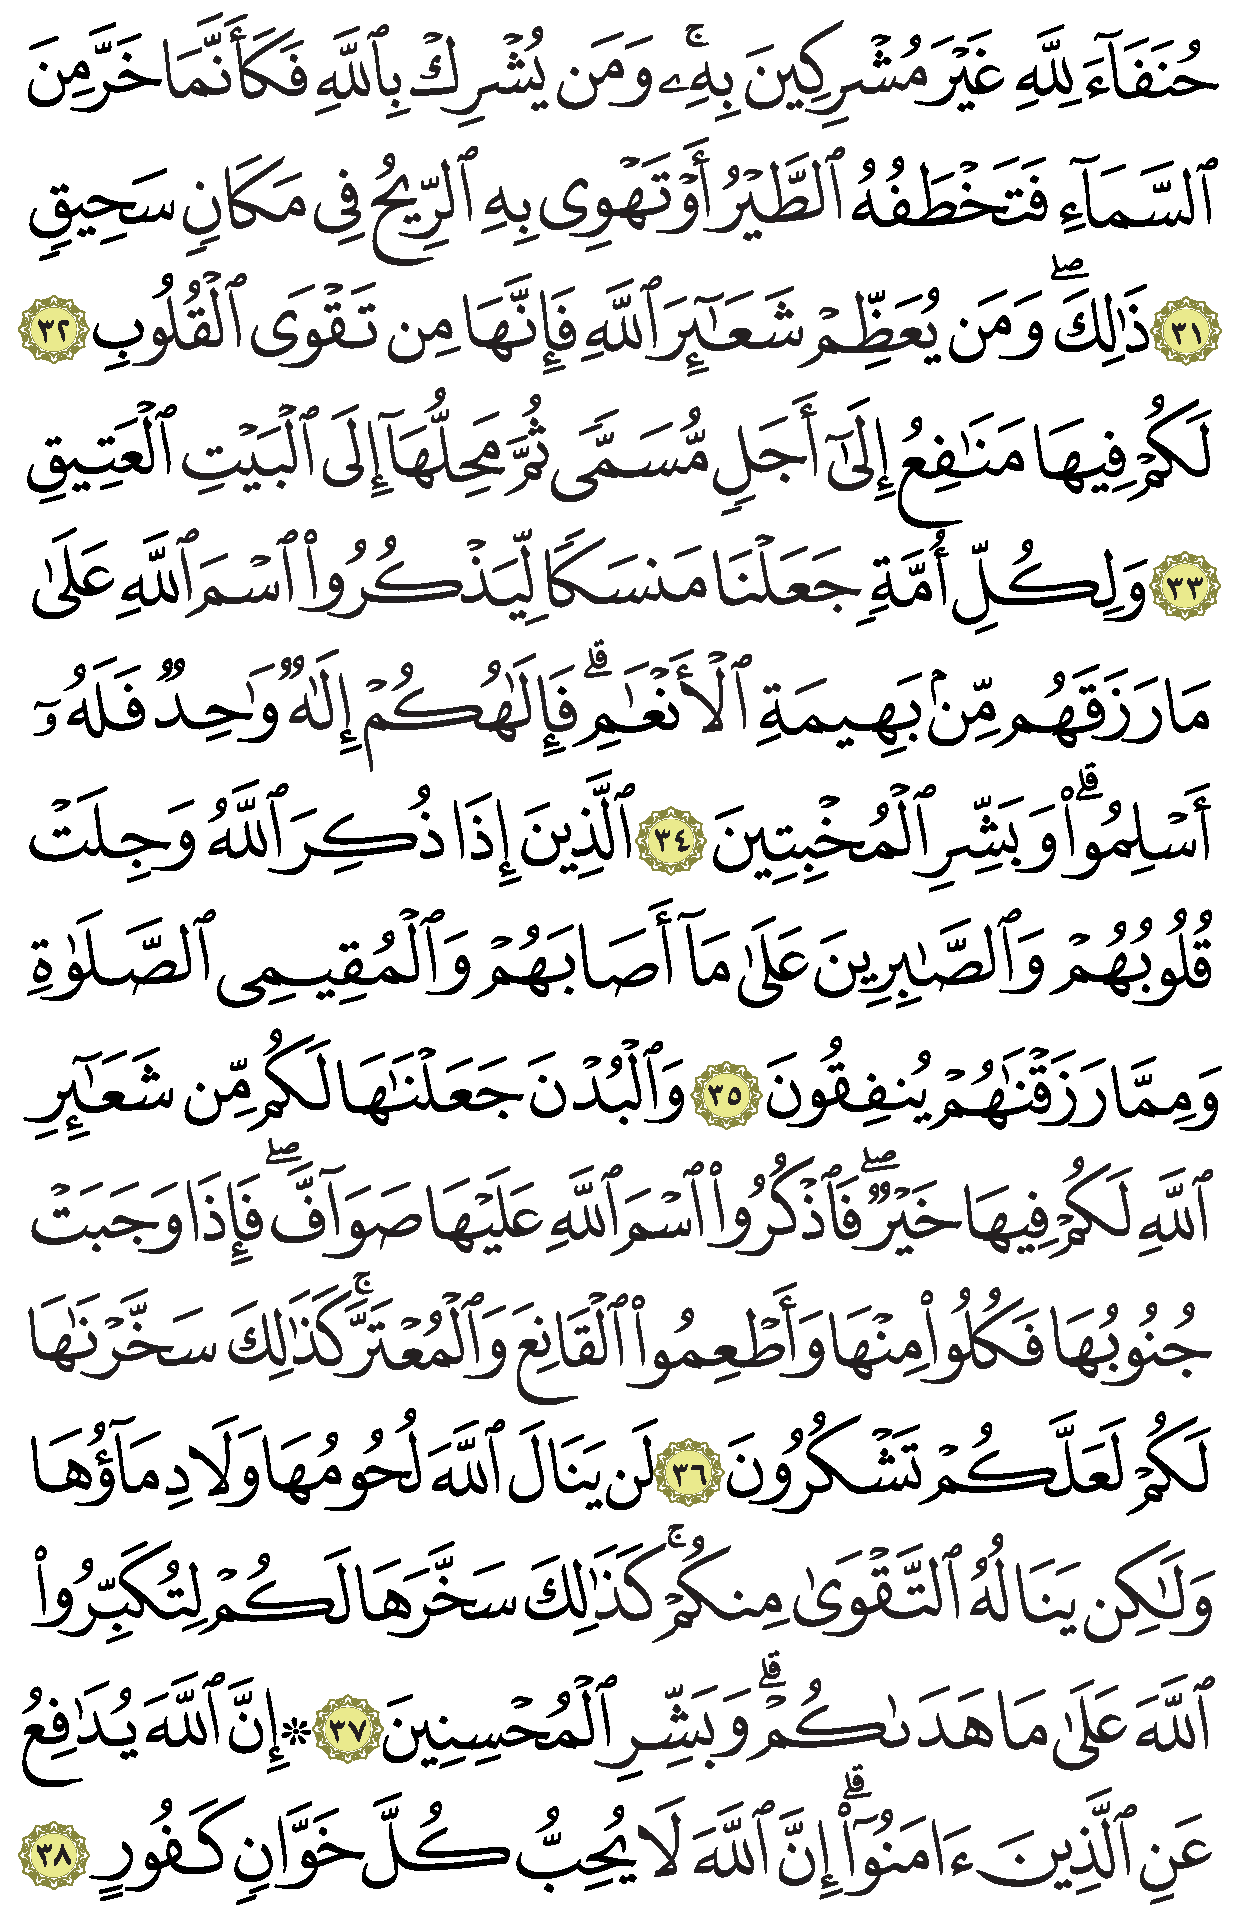 حُنَفَآءَ لِلَّهِ غَيْرَ مُشْرِكِينَ بِهِۦۚ وَمَن يُشْرِكْ بِٱللَّهِ فَكَأَنَّمَا خَرَّ مِنَ
ٱلسَّمَآءِ فَتَخْطَفُهُ ٱلطَّيْرُ أَوْ تَهْوِى بِهِ ٱلرِّيحُ فِى مَكَانٍ سَحِيقٍ
٣١ ذَٰلِكَۖ وَمَن يُعَظِّمْ شَعَٰٓئِرَ ٱللَّهِ فَإِنَّهَا مِن تَقْوَى ٱلْقُلُوبِ ٣٢
لَكُمْ فِيهَا مَنَٰفِعُ إِلَىٰٓ أَجَلٍ مُّسَمًّى ثُمَّ مَحِلُّهَآ إِلَى ٱلْبَيْتِ ٱلْعَتِيقِ
٣٣ وَلِكُلِّ أُمَّةٍ جَعَلْنَا مَنسَكًا لِّيَذْكُرُوا۟ ٱسْمَ ٱللَّهِ عَلَىٰ
مَا رَزَقَهُم مِّنۢ بَهِيمَةِ ٱلْأَنْعَٰمِۗ فَإِلَٰهُكُمْ إِلَٰهٌ وَٰحِدٌ فَلَهُۥٓ
أَسْلِمُوا۟ۗ وَبَشِّرِ ٱلْمُخْبِتِينَ ٣٤ ٱلَّذِينَ إِذَا ذُكِرَ ٱللَّهُ وَجِلَتْ
قُلُوبُهُمْ وَٱلصَّٰبِرِينَ عَلَىٰ مَآ أَصَابَهُمْ وَٱلْمُقِيمِى ٱلصَّلَوٰةِ
وَمِمَّا رَزَقْنَٰهُمْ يُنفِقُونَ ٣٥ وَٱلْبُدْنَ جَعَلْنَٰهَا لَكُم مِّن شَعَٰٓئِرِ
ٱللَّهِ لَكُمْ فِيهَا خَيْرٌۖ فَٱذْكُرُوا۟ ٱسْمَ ٱللَّهِ عَلَيْهَا صَوَآفَّۖ فَإِذَا وَجَبَتْ
جُنُوبُهَا فَكُلُوا۟ مِنْهَا وَأَطْعِمُوا۟ ٱلْقَانِعَ وَٱلْمُعْتَرَّۚ كَذَٰلِكَ سَخَّرْنَٰهَا
لَكُمْ لَعَلَّكُمْ تَشْكُرُونَ ٣٦ لَن يَنَالَ ٱللَّهَ لُحُومُهَا وَلَا دِمَآؤُهَا
وَلَٰكِن يَنَالُهُ ٱلتَّقْوَىٰ مِنكُمْۚ كَذَٰلِكَ سَخَّرَهَا لَكُمْ لِتُكَبِّرُوا۟
ٱللَّهَ عَلَىٰ مَا هَدَىٰكُمْۗ وَبَشِّرِ ٱلْمُحْسِنِينَ ٣٧ ۞ إِنَّ ٱللَّهَ يُدَٰفِعُ
عَنِ ٱلَّذِينَ ءَامَنُوٓا۟ۗ إِنَّ ٱللَّهَ لَا يُحِبُّ كُلَّ خَوَّانٍ كَفُورٍ ٣٨